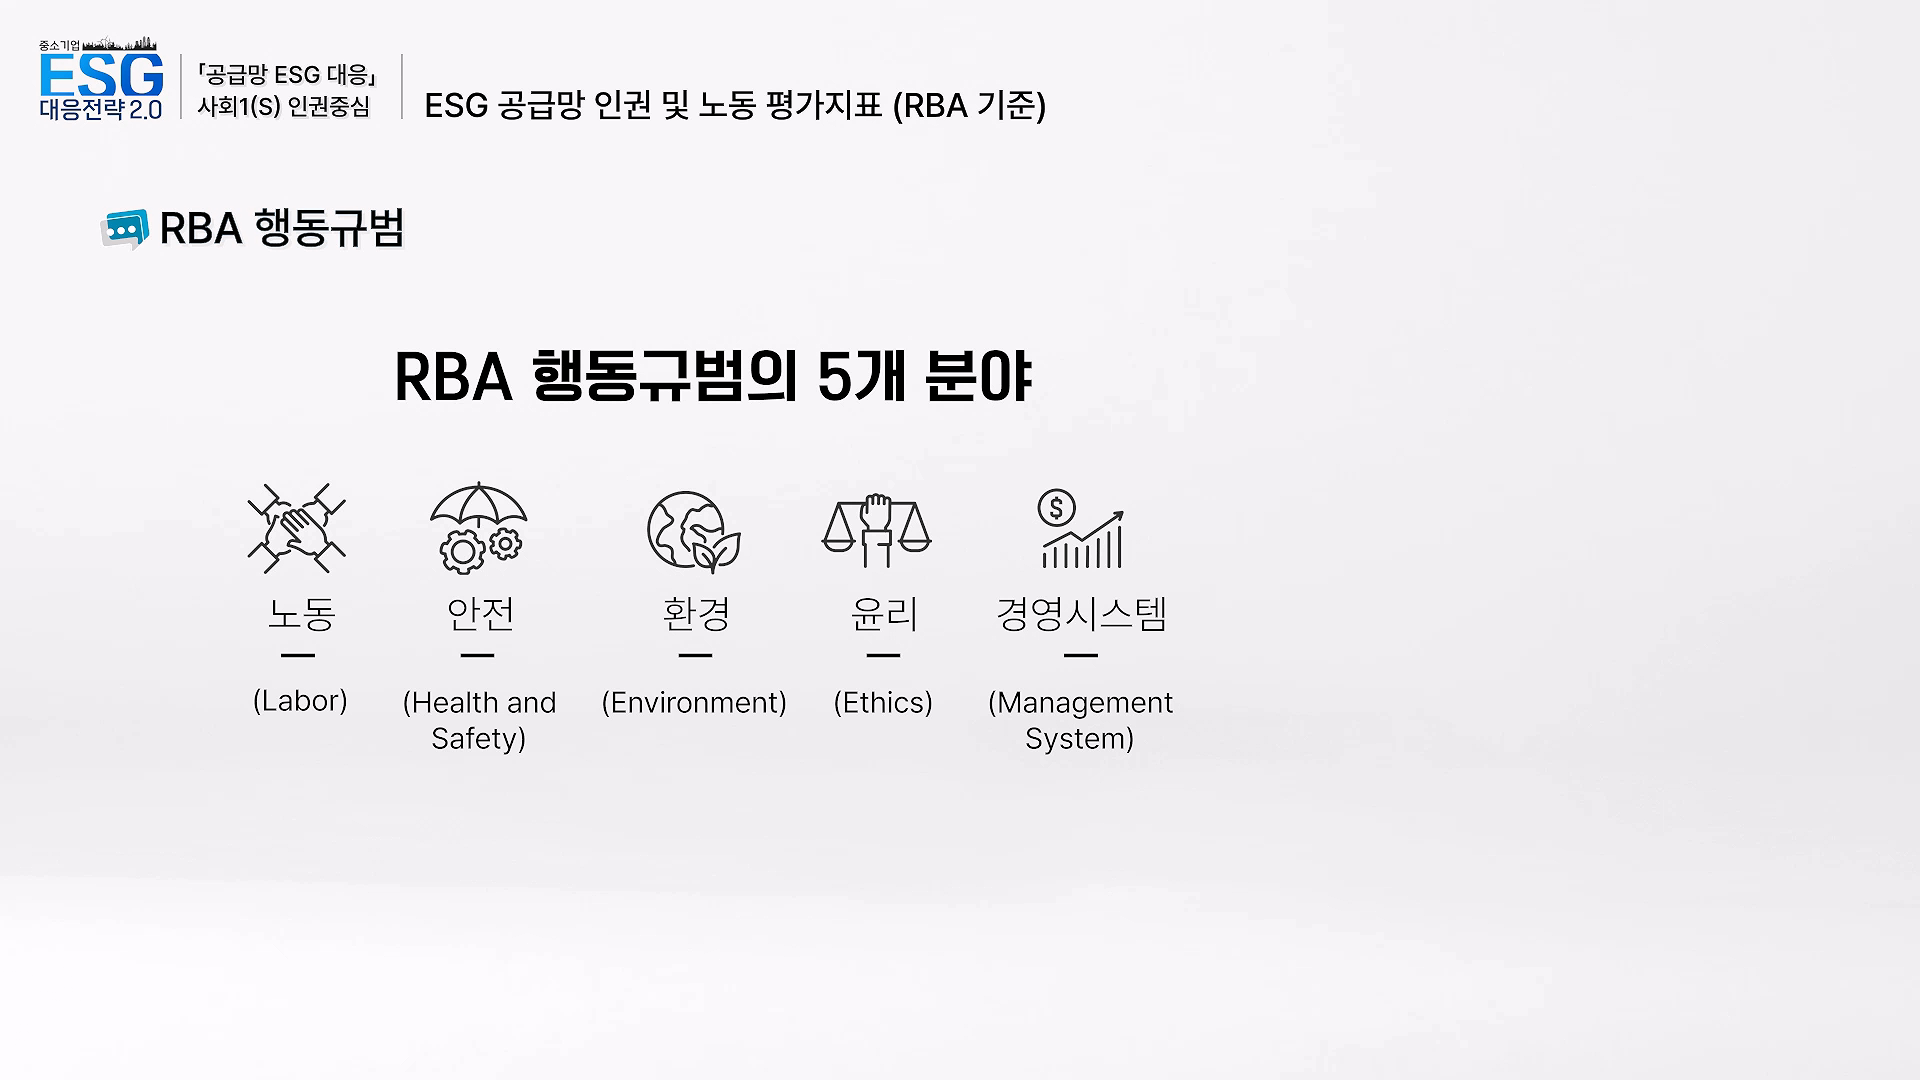 중소기업
ESG
대응전략 2.0
「공급망 ESG 대응」
사회1(S) 인권중심
ESG 공급망 인권 및 노동 평가지표 (RBA 기준)
RBA 행동규범
RBA 행동규범의 5개 분야
$
노동
(Labor)
안전
(Health and
Safety)
환경
(Environment)
윤리
(Ethics)
경영시스템
(Management
System)